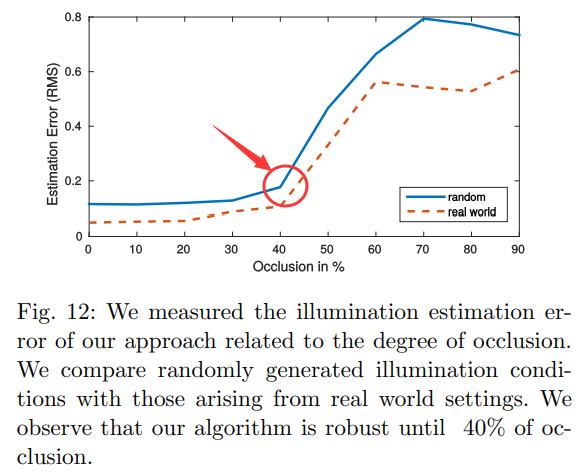 0.8
0.6
0.4
0.2
0
Estimation Error (RMS)
random
real world
0 10 20 30 40 50 60 70 80 90
Occlusion in %
Fig. 12: We measured the illumination estimation er-
ror of our approach related to the degree of occlusion.
We compare randomly generated illumination condi-
tions with those arising from real world settings. We
observe that our algorithm is robust until 40% of oc-
clusion.